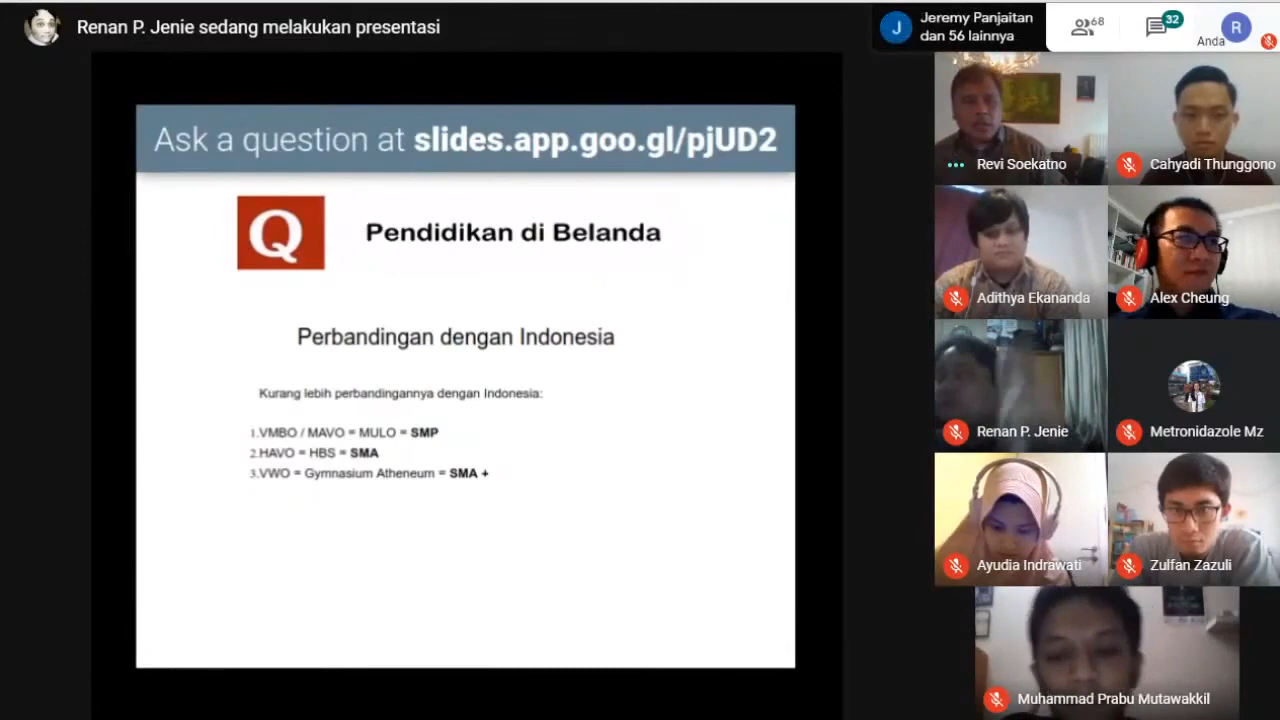 Renan P. Jenie sedang melakukan presentasi
J
Jeremy Panjaitan
dan 56 lainnya
68
32
Anda
R
Ask a question at slides.app.goo.gl/pjUD2
Q
Pendidikan di Belanda
Perbandingan dengan Indonesia
Kurang lebih perbandingannya dengan Indonesia:
1.VMBO / MAVO = MULO = SMP
2.HAVO = HBS = SMA
3.VWO = Gymnasium Atheneum = SMA +
Revi Soekatno
Cahyadi Thunggono
Adithya Ekananda
Alex Cheung
Renan P. Jenie
Metronidazole Mz
Ayudia Indrawati
Zulfan Zazuli
Muhammad Prabu Mutawakkil